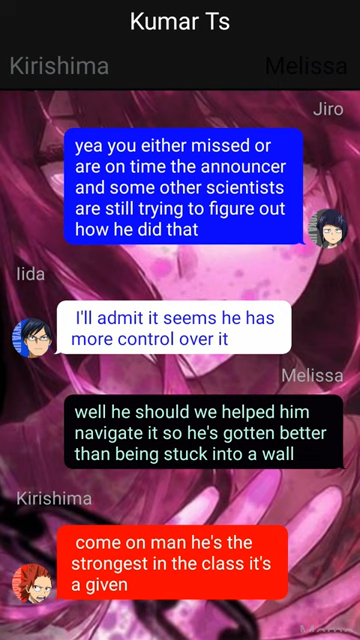 Kumar Ts
Kirishima
Melissa
Jiro
yea you either missed or
are on time the announcer
and some other scientists
are still trying to figure out
how he did that
Iida
I'll admit it seems he has
more control over it
Melissa
well he should we helped him
navigate it so he's gotten better
than being stuck into a wall
Kirishima
come on man he's the
strongest in the class it's
a given